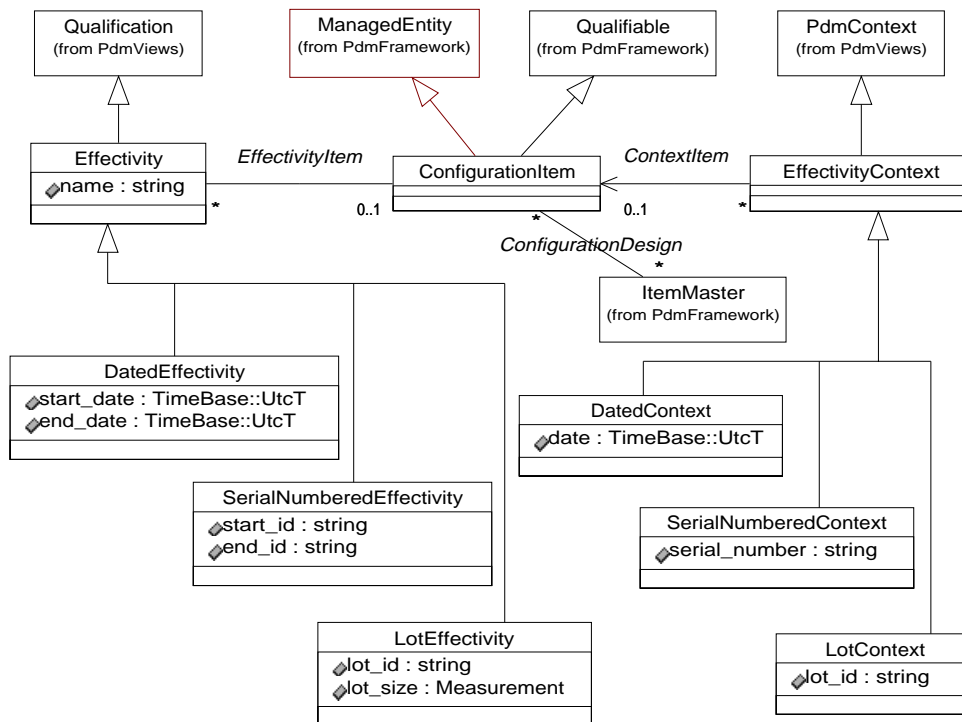 Qualification
(from PdmViews)
ManagedEntity
(from PdmFramework)
Qualifiable
(from PdmFramework)
PdmContext
(from PdmViews)
Effectivity
name : string
EffectivityItem
*
0..1
ConfigurationItem
ContextItem
0..1
*
EffectivityContext
*
ConfigurationDesign
*
ItemMaster
(from PdmFramework)
DatedEffectivity
start_date : TimeBase::UtcT
end_date : TimeBase::UtcT
DatedContext
date : TimeBase::UtcT
SerialNumberedEffectivity
start_id : string
end_id : string
SerialNumberedContext
serial_number : string
LotEffectivity
lot_id : string
lot_size : Measurement
LotContext
lot_id : string